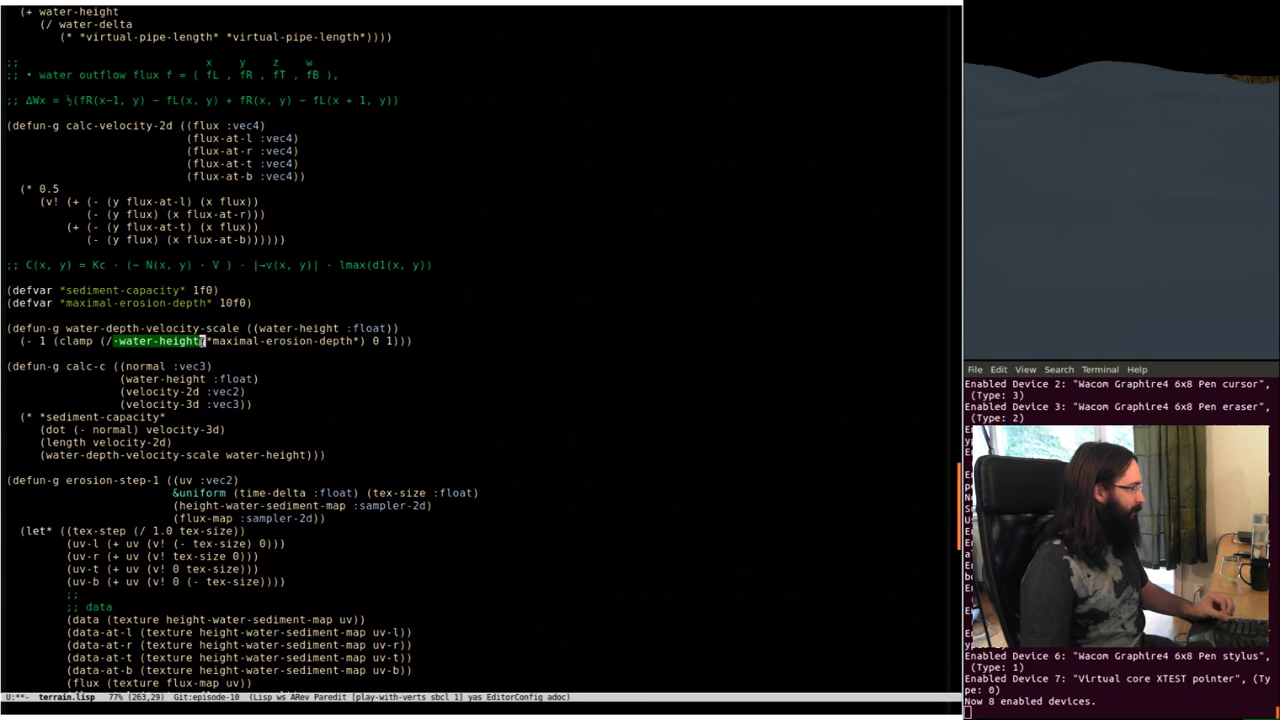 (+ water-height
(/ water-delta
(* *virtual-pipe-length* *virtual-pipe-length*))))
;; x y z w
;; • water outflow flux f = ( fL , fR , fT , fB ),
;; ΔWx = ½(fR(x−1, y) − fL(x, y) + fR(x, y) − fL(x + 1, y))
(defun-g calc-velocity-2d ((flux :vec4)
(flux-at-l :vec4)
(flux-at-r :vec4)
(flux-at-t :vec4)
(flux-at-b :vec4))
(* 0.5
(v! (+ (- (y flux-at-l) (x flux))
(- (y flux) (x flux-at-r)))
(+ (- (y flux-at-t) (x flux))
(- (y flux) (x flux-at-b))))))
;; C(x, y) = Kc · (− N(x, y) · V ) · |→v(x, y)| · lmax(d1(x, y))
(defvar *sediment-capacity* 1f0)
(defvar *maximal-erosion-depth* 10f0)
(defun-g water-depth-velocity-scale ((water-height :float))
(- 1 (clamp (/ water-height *maximal-erosion-depth*) 0 1)))
(defun-g calc-c ((normal :vec3)
(water-height :float)
(velocity-2d :vec2)
(velocity-3d :vec3))
(* *sediment-capacity*
(dot (- normal) velocity-3d)
(length velocity-2d)
(water-depth-velocity-scale water-height)))
(defun-g erosion-step-1 ((uv :vec2)
&uniform (time-delta :float) (tex-size :float)
(height-water-sediment-map :sampler-2d)
(flux-map :sampler-2d))
(let* ((tex-step (/ 1.0 tex-size))
(uv-l (+ uv (v! (- tex-size) 0)))
(uv-r (+ uv (v! tex-size 0)))
(uv-t (+ uv (v! 0 tex-size)))
(uv-b (+ uv (v! 0 (- tex-size))))
;;
;; data
(data (texture height-water-sediment-map uv))
(data-at-l (texture height-water-sediment-map uv-l))
(data-at-r (texture height-water-sediment-map uv-r))
(data-at-t (texture height-water-sediment-map uv-t))
(data-at-b (texture height-water-sediment-map uv-b))
(flux (texture flux-map uv))
U:**- terrain.lisp 77% (263,29) Git:episode-10 (Lisp ws ARev Paredit [play-with-verts sbcl 1] yas EditorConfig adoc)
File Edit View Search Terminal Help
Enabled Device 2: "Wacom Graphire4 6x8 Pen cursor",
(Type: 3)
Enabled Device 3: "Wacom Graphire4 6x8 Pen eraser",
(Type: 2)
Enabled Device 6: "Wacom Graphire4 6x8 Pen stylus",
(Type: 1)
Enabled Device 7: "Virtual core XTEST pointer", (Ty
pe: 0)
Now 8 enabled devices.